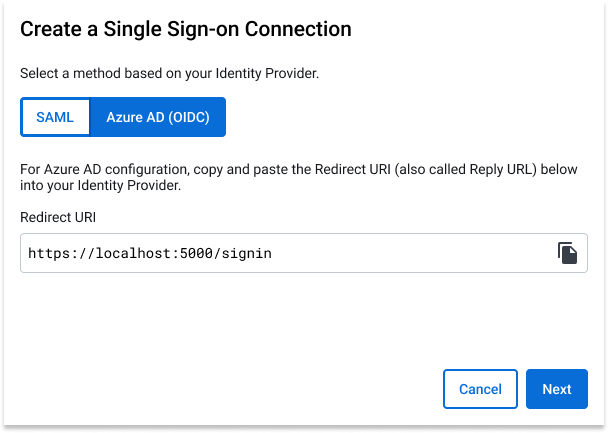 Create a Single Sign-on Connection
Select a method based on your Identity Provider.
SAML Azure AD (OIDC)
For Azure AD configuration, copy and paste the Redirect URI (also called Reply URL) below
into your Identity Provider.
Redirect URI
https://localhost:5000/signin
Cancel Next